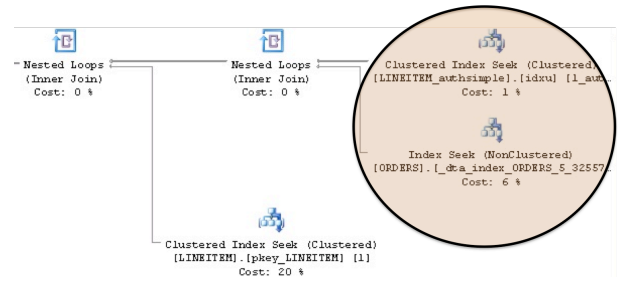 Nested Loops
(Inner Join)
Cost: 0 %
Nested Loops
(Inner Join)
Cost: 0 %
Clustered Index Seek (Clustered)
[LINEITEM_authsimple].[idxu] [l_aut…
Cost: 1 %
Index Seek (NonClustered)
[ORDERS].[_dta_index_ORDERS_5_32557…
Cost: 6 %
Clustered Index Seek (Clustered)
[LINEITEM].[pkey_LINEITEM] [l]
Cost: 20 %